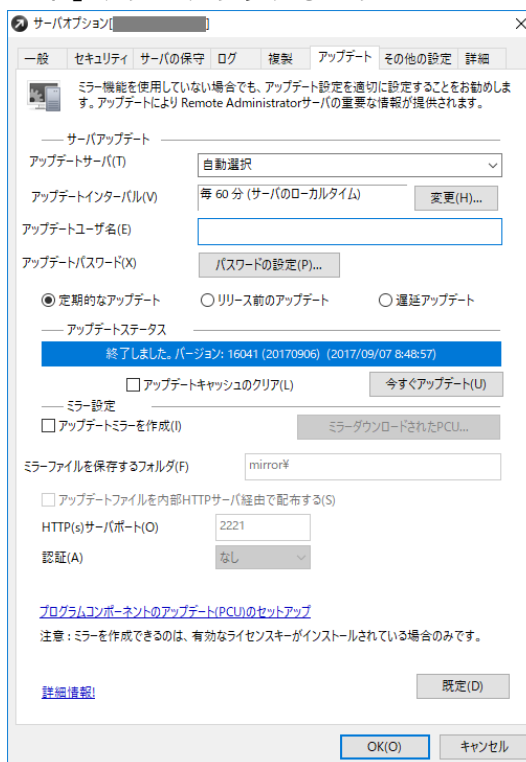 サーバオプション[ ]
一般 セキュリティ サーバの保守 ログ 複製 アップデート その他の設定 詳細
ミラー機能を使用していない場合でも、アップデート設定を適切に設定することをお勧めしま
す。アップデートにより Remote Administratorサーバの重要な情報が提供されます。
サーバアップデート
アップデートサーバ(T) 自動選択
アップデートインターバル(V) 毎 60 分 (サーバのローカルタイム) 変更(H)...
アップデートユーザ名(E)
アップデートパスワード(X) パスワードの設定(P)...
定期的なアップデート リリース前のアップデート 遅延アップデート
アップデートステータス
終了しました。バージョン: 16041 (20170906) (2017/09/07 8:48:57)
アップデートキャッシュのクリア(L) 今すぐアップデート(U)
ミラー設定
アップデートミラーを作成(I) ミラーダウンロードされたPCU...
ミラーファイルを保存するフォルダ(F) mirror¥
アップデートファイルを内部HTTPサーバ経由で配布する(S)
HTTP(s)サーバポート(O) 2221
認証(A) なし
プログラムコンポーネントのアップデート(PCU)のセットアップ
注意 : ミラーを作成できるのは、有効なライセンスキーがインストールされている場合のみです。
詳細情報! 既定(D)
OK(O) キャンセル